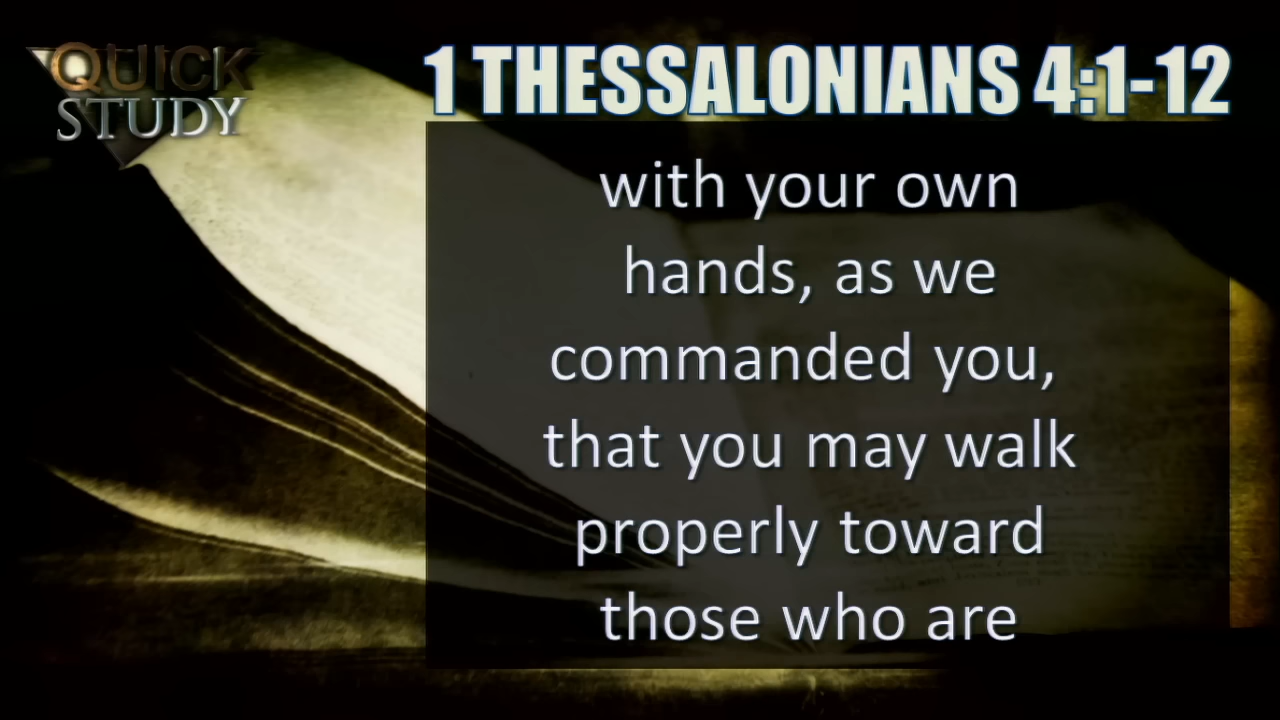 QUICK
STUDY
1 THESSALONIANS 4:1-12
with your own
hands, as we
commanded you,
that you may walk
properly toward
those who are